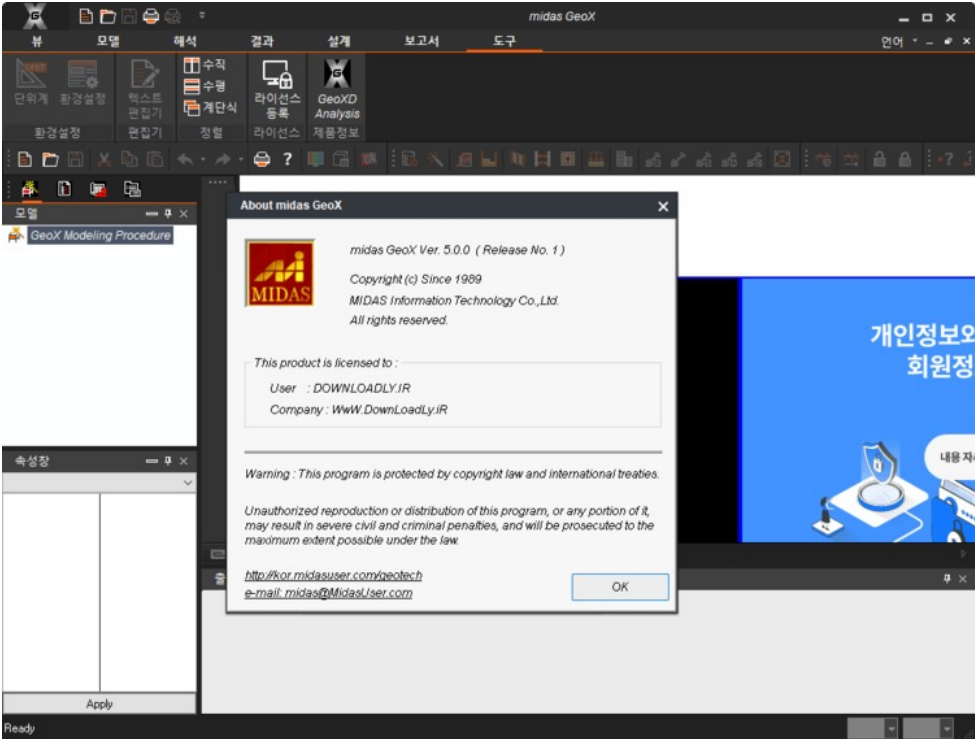 midas GeoX
뷰 모델 해석 결과 설계 보고서 도구 언어
단위계 환경설정 텍스트 편집기 수직 수평 계단식 라이선스 등록 GeoXD Analysis
환경설정 편집기 정렬 라이선스 제품정보
모델
GeoX Modeling Procedure
About midas GeoX
MIDAS
midas GeoX Ver. 5.0.0 ( Release No. 1 )
Copyright (c) Since 1989
MIDAS Information Technology Co.,Ltd.
All rights reserved.
This product is licensed to :
User : DOWNLOADLY.IR
Company : WwW.DownLoadLy.iR
Warning : This program is protected by copyright law and international treaties.
Unauthorized reproduction or distribution of this program, or any portion of it,
may result in severe civil and criminal penalties, and will be prosecuted to the
maximum extent possible under the law.
http://kor.midasuser.com/geotech
e-mail: midas@MidasUser.com
OK
개인정보와
회원정
내용 자
속성창
Apply
Ready